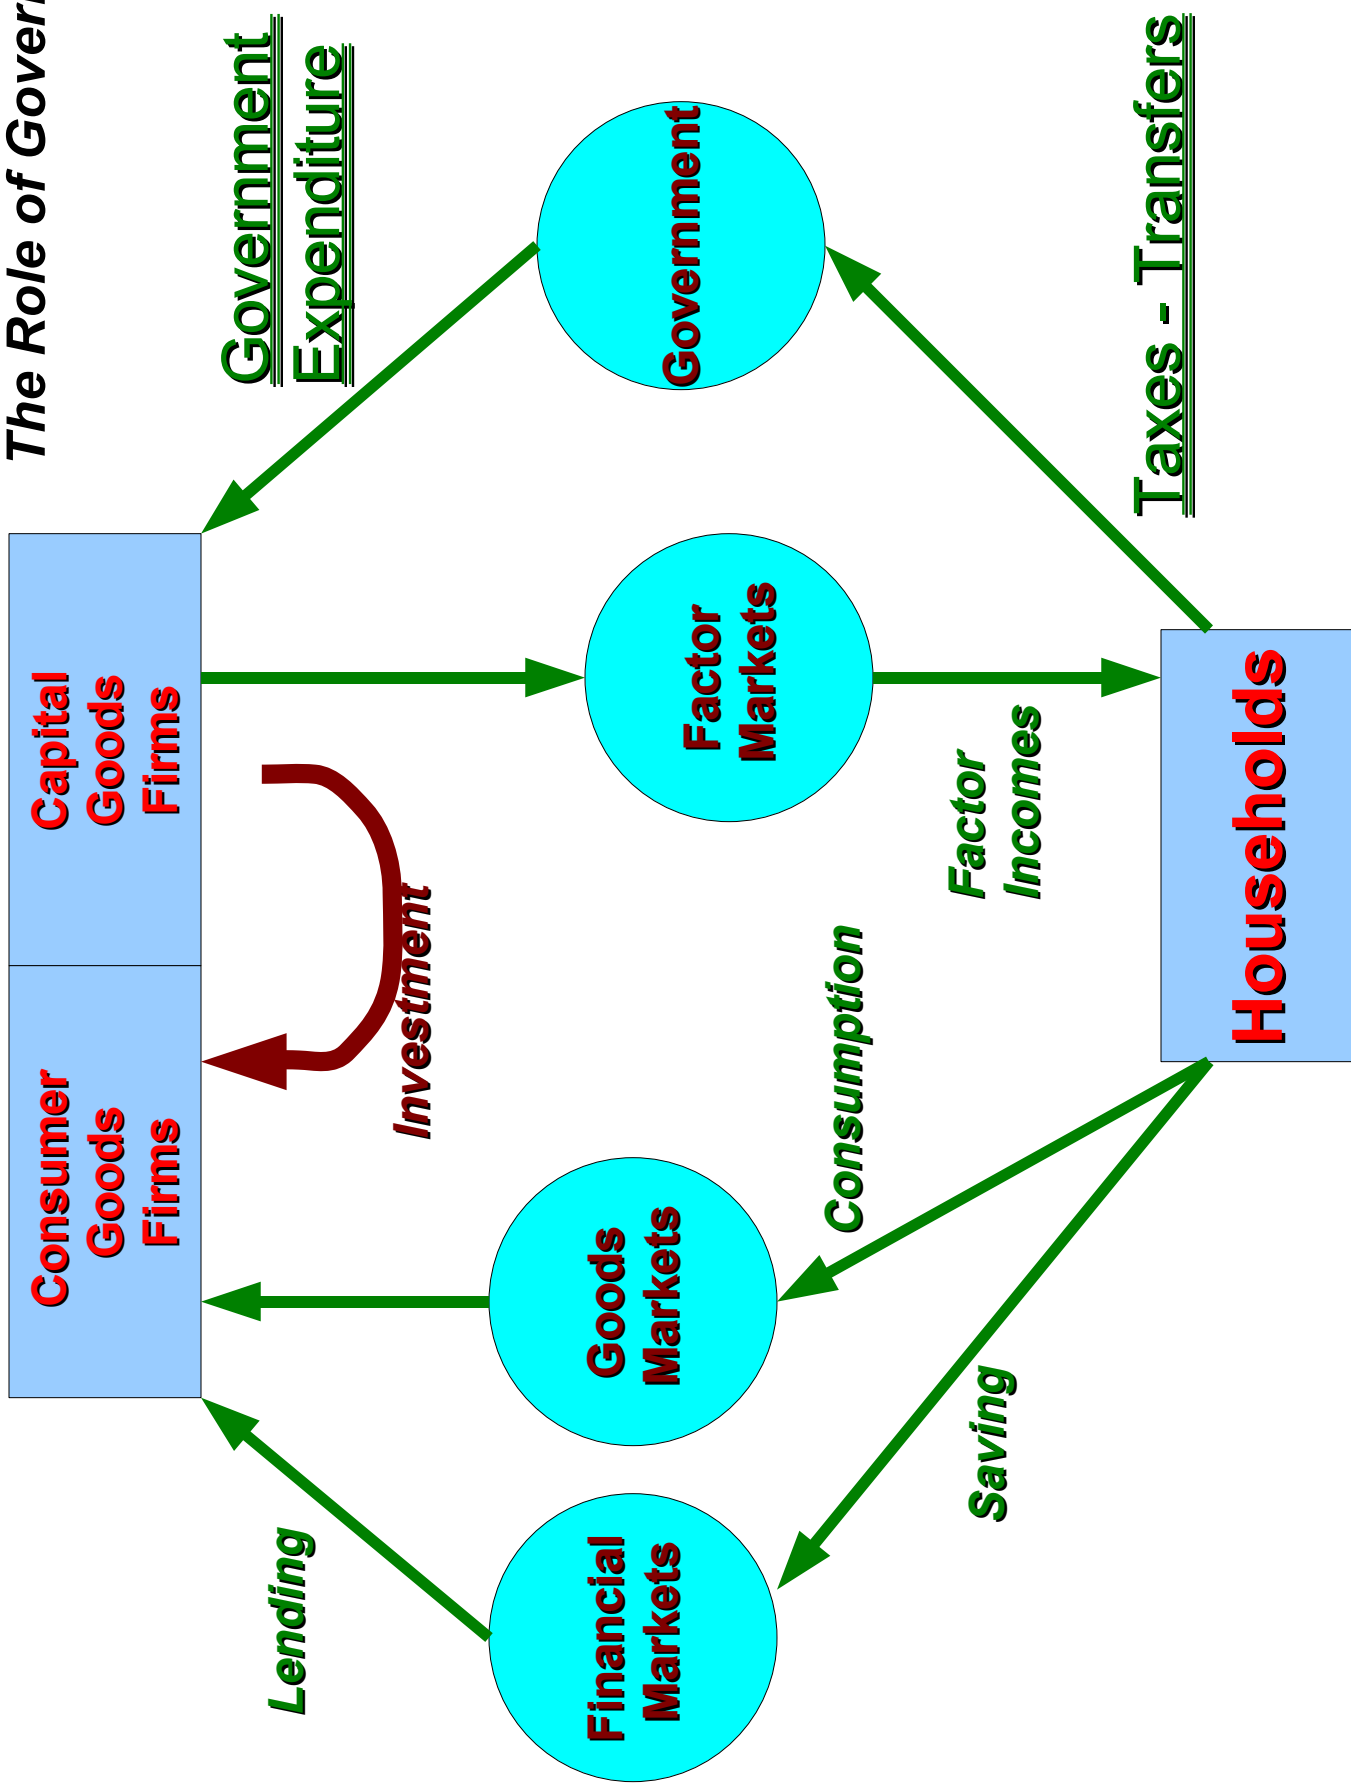 The Role of Gover
Consumer
Goods
Firms
Capital
Goods
Firms
Government
Expenditure
Lending
Investment
Financial
Markets
Goods
Markets
Factor
Markets
Government
Consumption
Factor
Incomes
Saving
Taxes - Transfers
Households